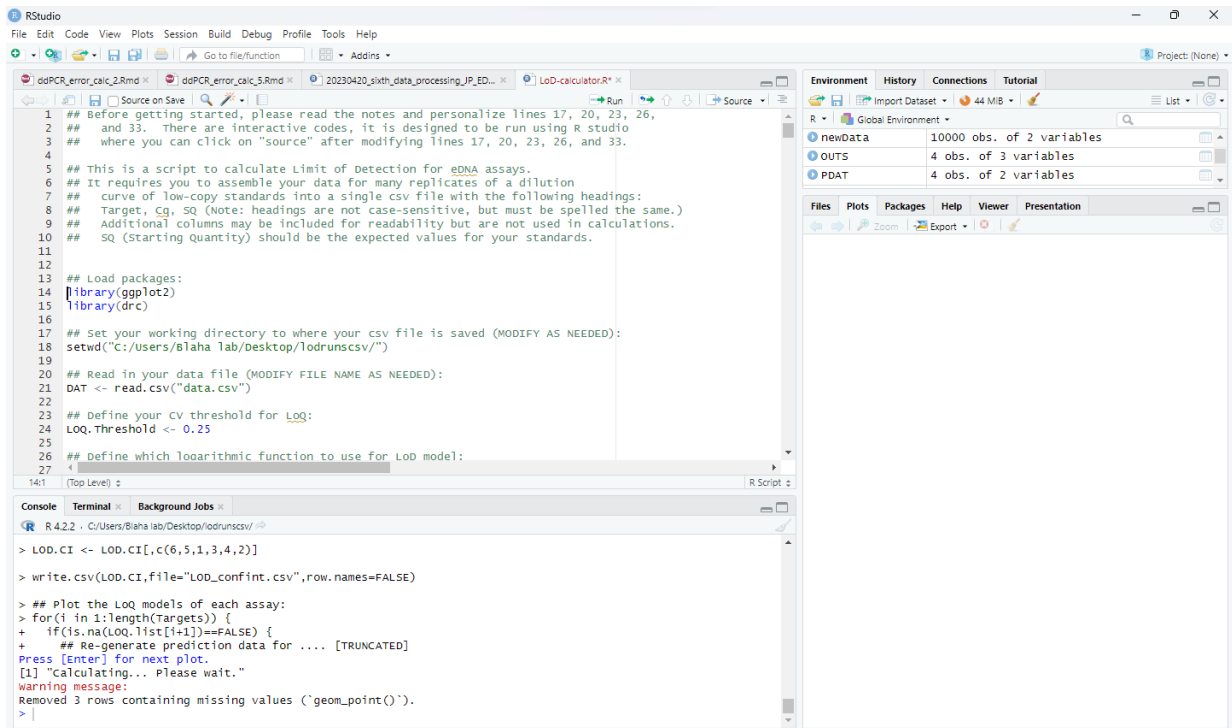 RStudio
File Edit Code View Plots Session Build Debug Profile Tools Help
Go to file/function Addins Project: (None)
ddPCR_error_calc_2.Rmd ddPCR_error_calc_5.Rmd 20230420_sixth_data_processing_JP_ED... LoD-calculator.R*
Source on Save Run Source
1 ## Before getting started, please read the notes and personalize lines 17, 20, 23, 26,
2 ## and 33. There are interactive codes, it is designed to be run using R studio
3 ## where you can click on "source" after modifying lines 17, 20, 23, 26, and 33.
4
5 ## This is a script to calculate Limit of Detection for eDNA assays.
6 ## It requires you to assemble your data for many replicates of a dilution
7 ## curve of low-copy standards into a single csv file with the following headings:
8 ## Target, Cq, SQ (Note: headings are not case-sensitive, but must be spelled the same.)
9 ## Additional columns may be included for readability but are not used in calculations.
10 ## SQ (Starting Quantity) should be the expected values for your standards.
11
12
13 ## Load packages:
14 library(ggplot2)
15 library(drc)
16
17 ## Set your working directory to where your csv file is saved (MODIFY AS NEEDED):
18 setwd("C:/Users/Blaha lab/Desktop/lodrunscsv/")
19
20 ## Read in your data file (MODIFY FILE NAME AS NEEDED):
21 DAT <- read.csv("data.csv")
22
23 ## Define your CV threshold for LoQ:
24 LOQ.Threshold <- 0.25
25
26 ## Define which logarithmic function to use for LoD model:
27
14:1 (Top Level) R Script
Console Terminal Background Jobs
R 4.2.2 · C:/Users/Blaha lab/Desktop/lodrunscsv/
> LOD.CI <- LOD.CI[,c(6,5,1,3,4,2)]
> write.csv(LOD.CI,file="LOD_confint.csv",row.names=FALSE)
> ## Plot the LoQ models of each assay:
> for(i in 1:length(Targets)) {
+ if(is.na(LOQ.list[i+1])==FALSE) {
+ ## Re-generate prediction data for .... [TRUNCATED]
Press [Enter] for next plot.
[1] "Calculating... Please wait."
Warning message:
Removed 3 rows containing missing values (`geom_point()`).
>
Environment History Connections Tutorial
Import Dataset 44 MiB List
R Global Environment
newData 10000 obs. of 2 variables
OUTS 4 obs. of 3 variables
PDAT 4 obs. of 2 variables
Files Plots Packages Help Viewer Presentation
Zoom Export